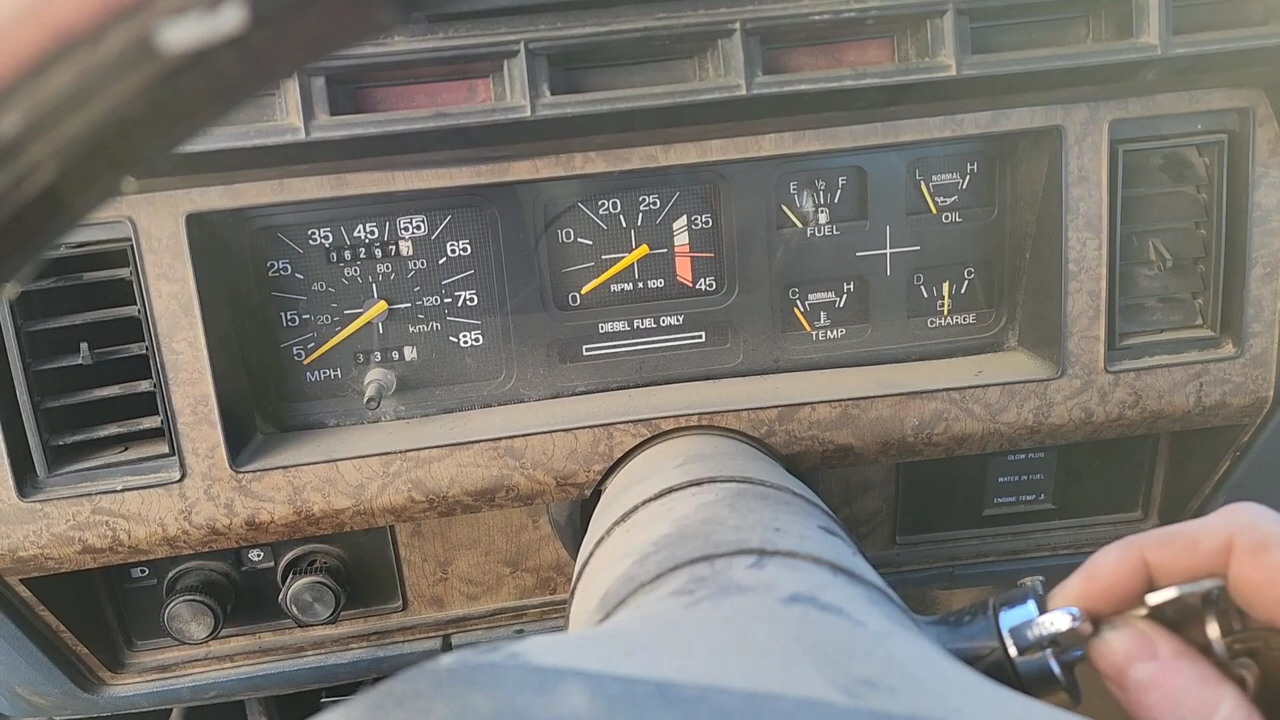 35 45 55
25 65
062977
60 80 100
15 20 120 75
km/h
5 85
339
MPH
10 20 25 35
0 45
RPM x 100
DIESEL FUEL ONLY
E 1/2 F
FUEL
L NORMAL H
OIL
C NORMAL H
TEMP
D C
CHARGE
GLOW PLUG
WATER IN FUEL
ENGINE TEMP